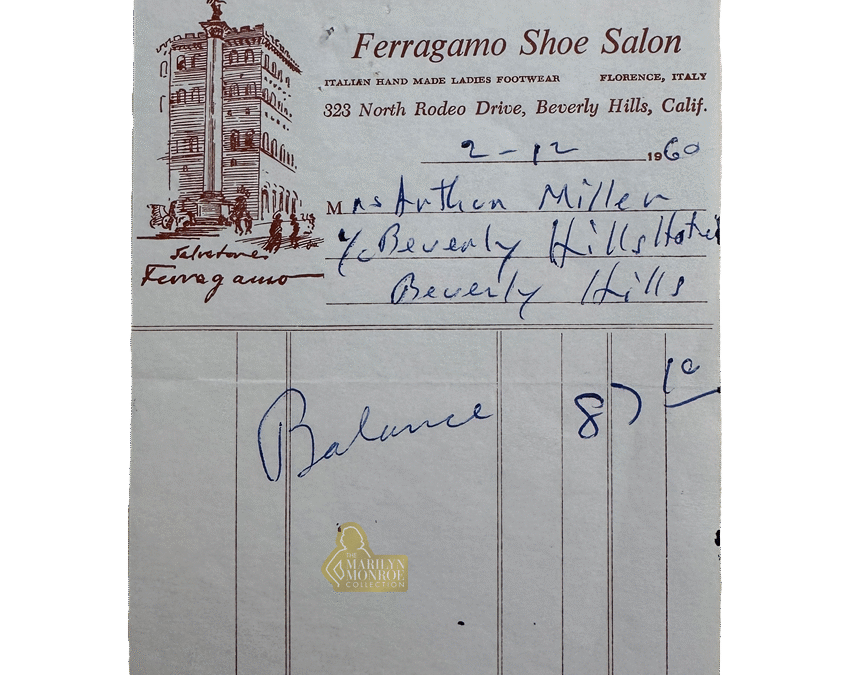 Ferragamo Shoe Salon
ITALIAN HAND MADE LADIES FOOTWEAR FLORENCE, ITALY
323 North Rodeo Drive, Beverly Hills, Calif.
2-12 1960
Mrs Arthur Miller
℅ Beverly Hills Hotel
Beverly Hills
Salvatore
Ferragamo
Balance 87 10
THE
MARILYN
MONROE
COLLECTION